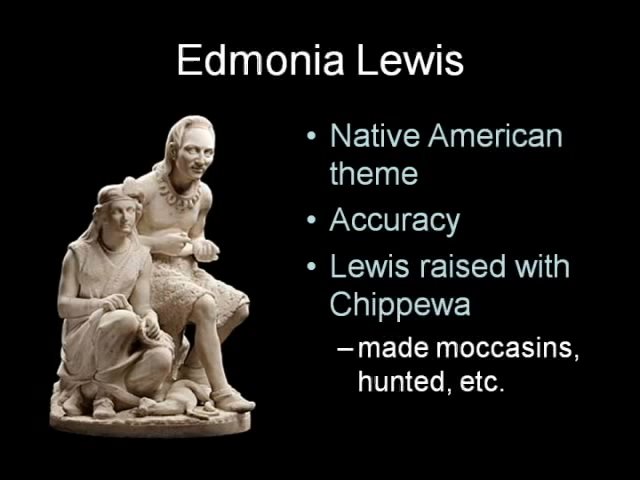 Edmonia Lewis
• Native American
theme
• Accuracy
• Lewis raised with
Chippewa
– made moccasins,
hunted, etc.